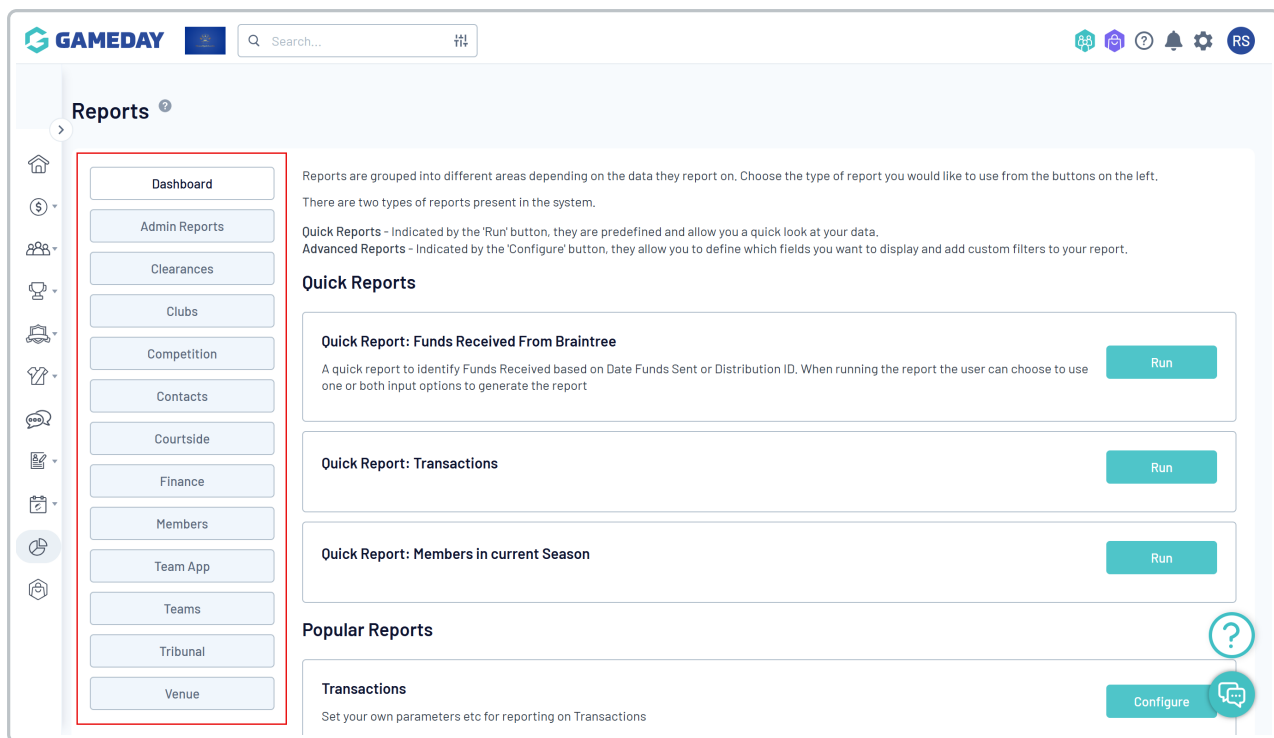 GAMEDAY
Search...
RS
Reports
Dashboard
Admin Reports
Clearances
Clubs
Competition
Contacts
Courtside
Finance
Members
Team App
Teams
Tribunal
Venue
Reports are grouped into different areas depending on the data they report on. Choose the type of report you would like to use from the buttons on the left.
There are two types of reports present in the system.
Quick Reports - Indicated by the 'Run' button, they are predefined and allow you a quick look at your data.
Advanced Reports - Indicated by the 'Configure' button, they allow you to define which fields you want to display and add custom filters to your report.
Quick Reports
Quick Report: Funds Received From Braintree
A quick report to identify Funds Received based on Date Funds Sent or Distribution ID. When running the report the user can choose to use
one or both input options to generate the report
Run
Quick Report: Transactions
Run
Quick Report: Members in current Season
Run
Popular Reports
Transactions
Set your own parameters etc for reporting on Transactions
Configure